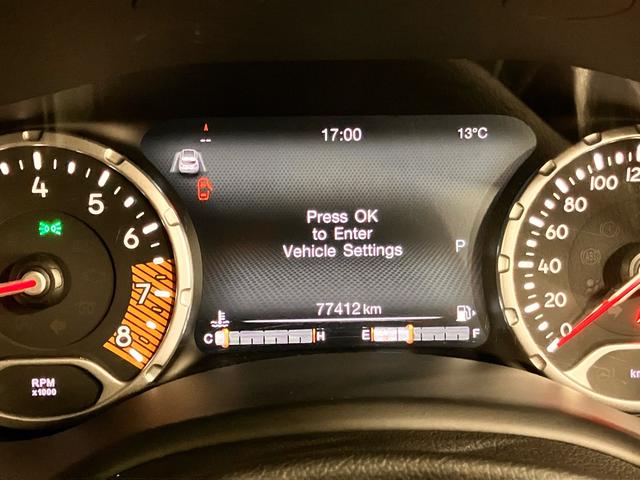 17:00
13°C
Press OK
to Enter
Vehicle Settings
P
77412 km
C H
E F
4
5
6
7
8
RPM
x1000
0
20
40
60
80
100
120